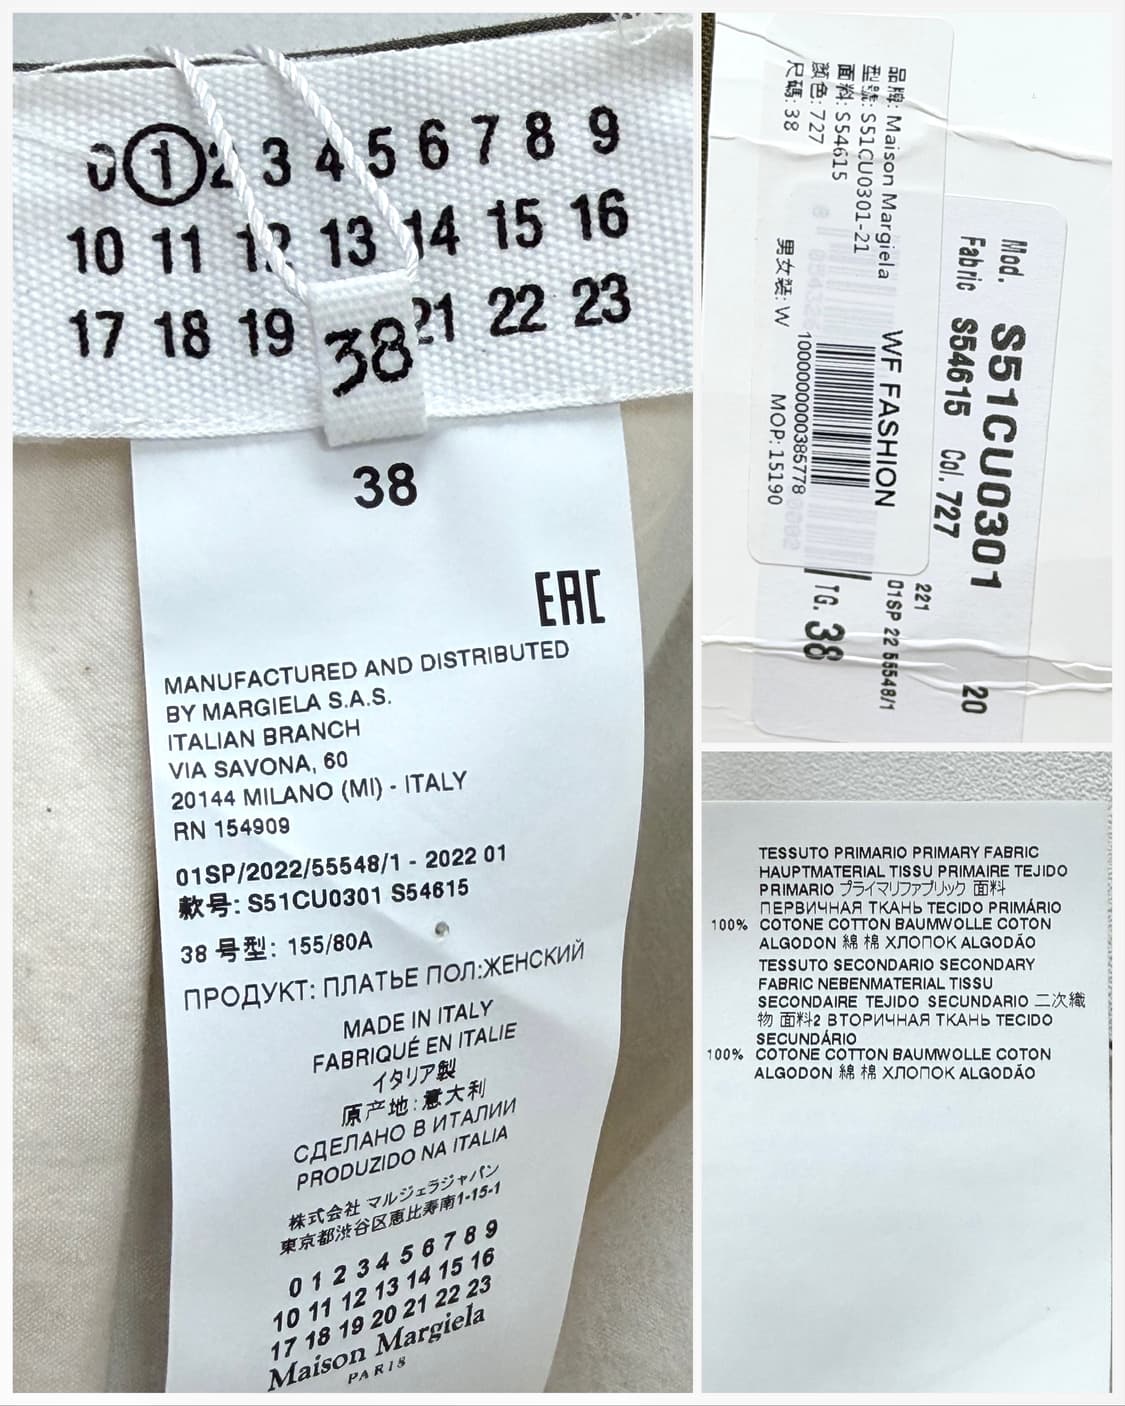 0 1 2 3 4 5 6 7 8 9
10 11 12 13 14 15 16
17 18 19 21 22 23
38
38
EAC
MANUFACTURED AND DISTRIBUTED
BY MARGIELA S.A.S.
ITALIAN BRANCH
VIA SAVONA, 60
20144 MILANO (MI) - ITALY
RN 154909
01SP/2022/55548/1 - 2022 01
款号: S51CU0301 S54615
38 号型: 155/80A
ПРОДУКТ: ПЛАТЬЕ ПОЛ:ЖЕНСКИЙ
MADE IN ITALY
FABRIQUÉ EN ITALIE
イタリア製
原产地: 意大利
СДЕЛАНО В ИТАЛИИ
PRODUZIDO NA ITALIA
株式会社 マルジェラジャパン
東京都渋谷区恵比寿南1-15-1
0 1 2 3 4 5 6 7 8 9
10 11 12 13 14 15 16
17 18 19 20 21 22 23
Maison Margiela
PARIS
品牌: Maison Margiela
型號: S51CU0301-21
面料: S54615
顏色: 727
尺碼: 38
男女裝: W
WF FASHION
1000000000385778
MOP: 15190
Mod. S51CU0301
Fabric S54615 Col. 727
221
01SP 22 55548/1
TG. 38
20
TESSUTO PRIMARIO PRIMARY FABRIC
HAUPTMATERIAL TISSU PRIMAIRE TEJIDO
PRIMARIO プライマリファブリック 面料
ПЕРВИЧНАЯ ТКАНЬ TECIDO PRIMÁRIO
100% COTONE COTTON BAUMWOLLE COTON
ALGODON 綿 棉 ХЛОПОК ALGODÃO
TESSUTO SECONDARIO SECONDARY
FABRIC NEBENMATERIAL TISSU
SECONDAIRE TEJIDO SECUNDARIO 二次織
物 面料2 ВТОРИЧНАЯ ТКАНЬ TECIDO
SECUNDÁRIO
100% COTONE COTTON BAUMWOLLE COTON
ALGODON 綿 棉 ХЛОПОК ALGODÃO